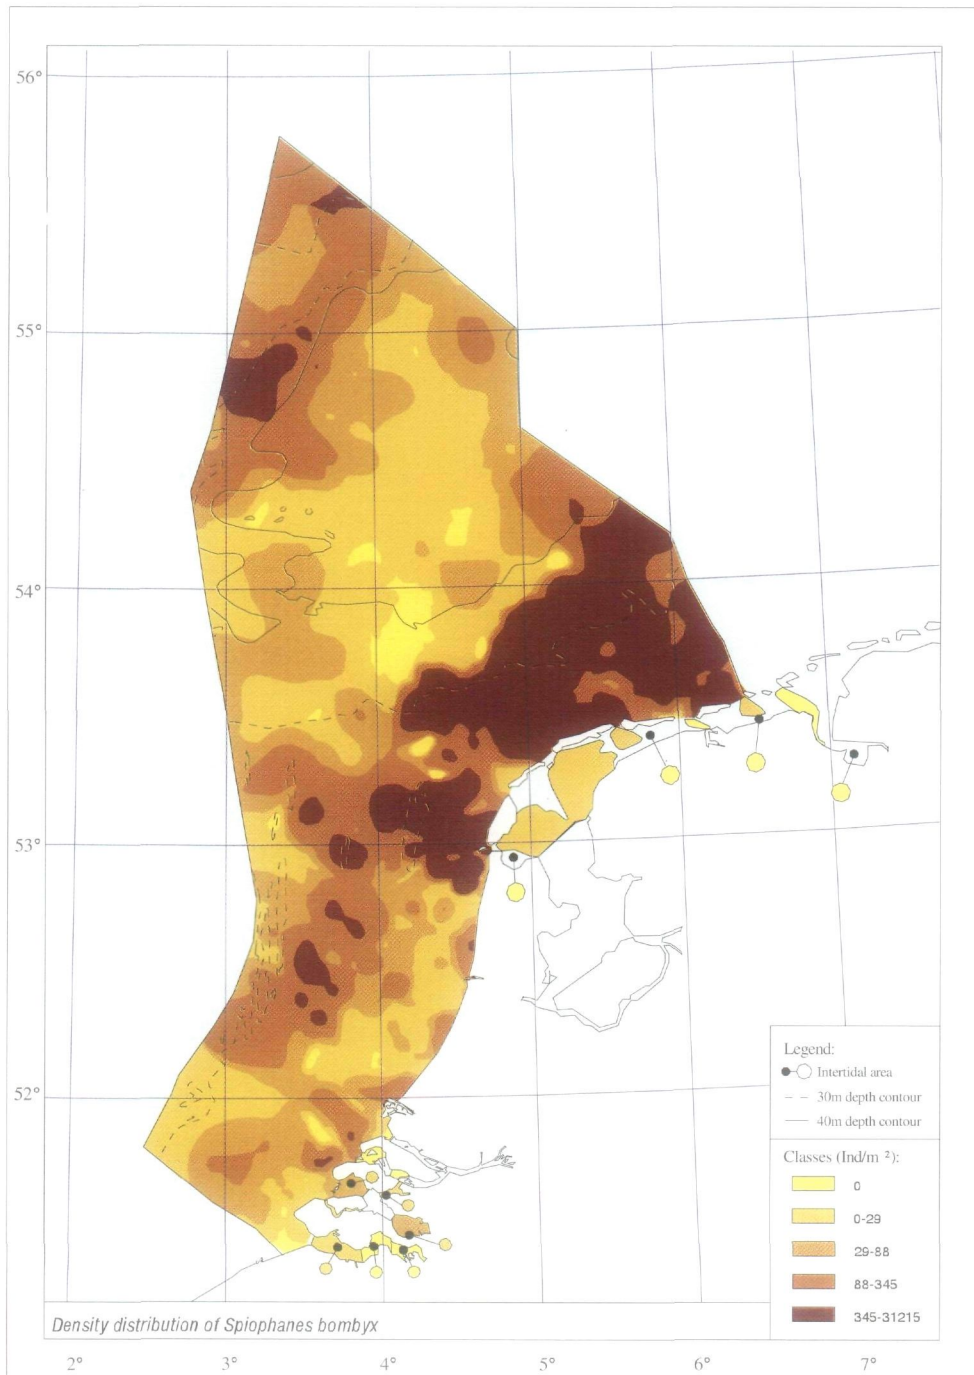 56°
55°
54°
53°
52°
Legend:
Intertidal area
30m depth contour
40m depth contour
Classes (Ind/m ²):
0
0-29
29-88
88-345
345-31215
Density distribution of Spiophanes bombyx
2° 3° 4° 5° 6° 7°